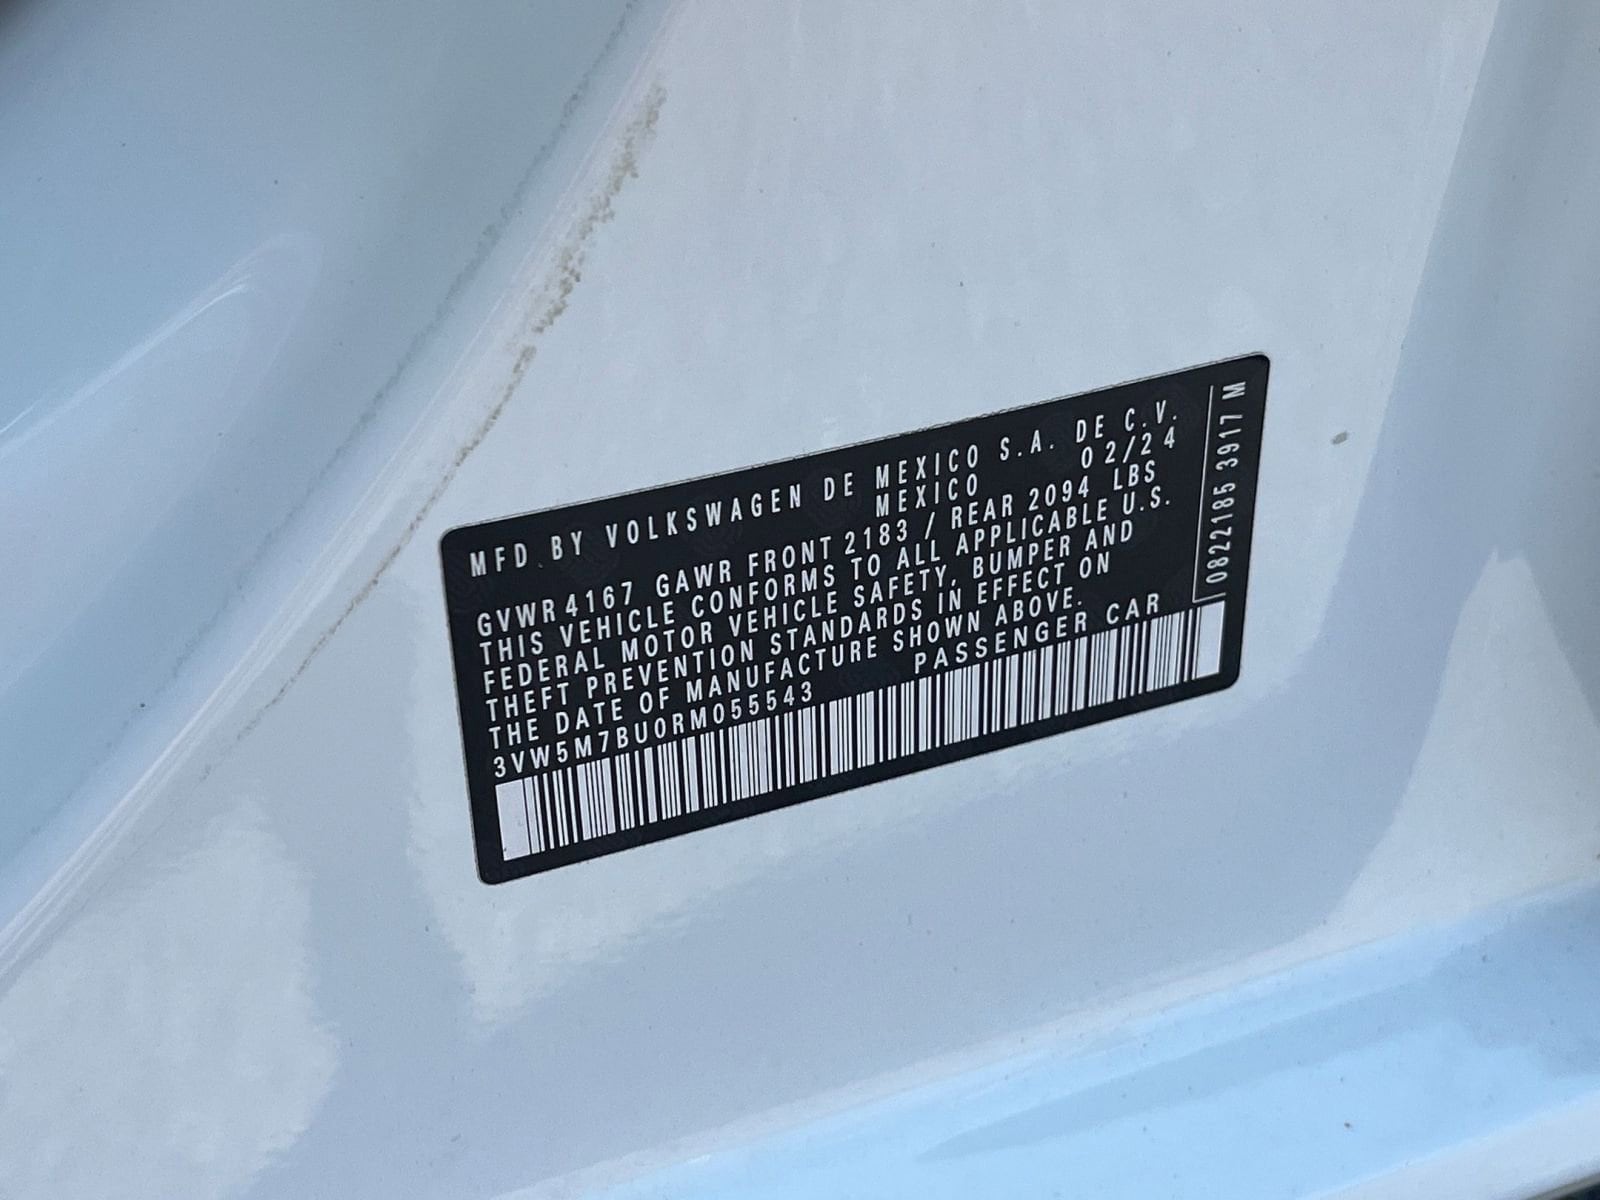 MFD. BY VOLKSWAGEN DE MEXICO S.A. DE C.V.
MEXICO 02/24
GVWR 4167 GAWR FRONT 2183 / REAR 2094 LBS
THIS VEHICLE CONFORMS TO ALL APPLICABLE U.S.
FEDERAL MOTOR VEHICLE SAFETY, BUMPER AND
THEFT PREVENTION STANDARDS IN EFFECT ON
THE DATE OF MANUFACTURE SHOWN ABOVE.
3VW5M7BU0RM055543 PASSENGER CAR
0822185 3917 M